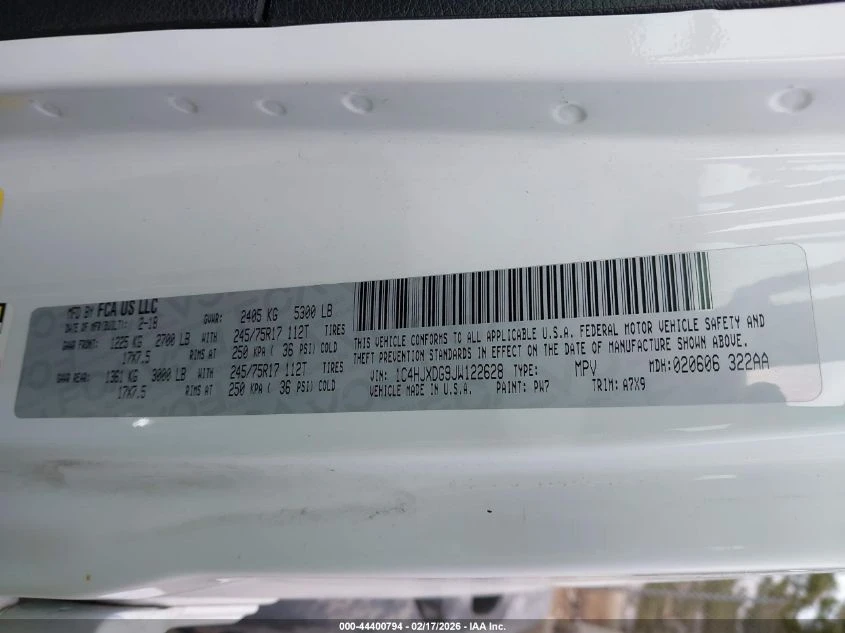 MFD BY FCA US LLC
DATE OF MFR(BUILT): 2-18 GVWR: 2405 KG 5300 LB
GAWR FRONT: 1225 KG 2700 LB WITH 245/75R17 112T TIRES
17X7.5 RIMS AT 250 KPA ( 36 PSI) COLD
GAWR REAR: 1361 KG 3000 LB WITH 245/75R17 112T TIRES
17X7.5 RIMS AT 250 KPA ( 36 PSI) COLD
THIS VEHICLE CONFORMS TO ALL APPLICABLE U.S.A. FEDERAL MOTOR VEHICLE SAFETY AND
THEFT PREVENTION STANDARDS IN EFFECT ON THE DATE OF MANUFACTURE SHOWN ABOVE.
VIN: 1C4HJXDG9JW122628 TYPE: MPV MDH:020606 322AA
VEHICLE MADE IN U.S.A. PAINT: PW7 TRIM: A7X9
000-44400794 - 02/17/2026 - IAA Inc.